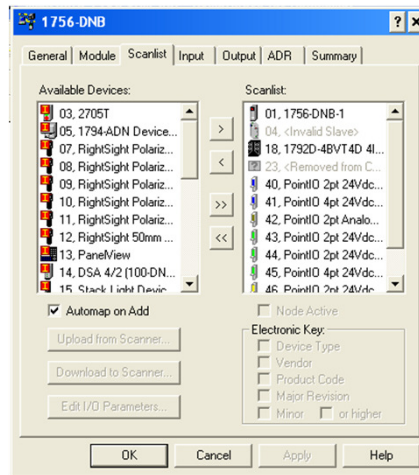 1756-DNB
General Module Scanlist Input Output ADR Summary
Available Devices:
03, 2705T
05, 1794-ADN Device...
07, RightSight Polariz...
08, RightSight Polariz...
09, RightSight Polariz...
10, RightSight Polariz...
11, RightSight Polariz...
12, RightSight 50mm ...
13, PanelView
14, DSA 4/2 (100-DN...
15, Stack Light Devic...
Automap on Add
Upload from Scanner...
Download to Scanner...
Edit I/O Parameters...
>
<
>>
<<
Scanlist:
01, 1756-DNB-1
04, <Invalid Slave>
18, 1792D-4BVT4D 4I...
23, <Removed from C...
40, PointIO 2pt 24Vdc...
41, PointIO 4pt 24Vdc...
42, PointIO 2pt Analo...
43, PointIO 2pt 24Vdc...
44, PointIO 2pt 24Vdc...
45, PointIO 4pt 24Vdc...
46, PointIO 2pt 24Vdc...
Node Active
Electronic Key:
Device Type
Vendor
Product Code
Major Revision
Minor or higher
OK Cancel Apply Help